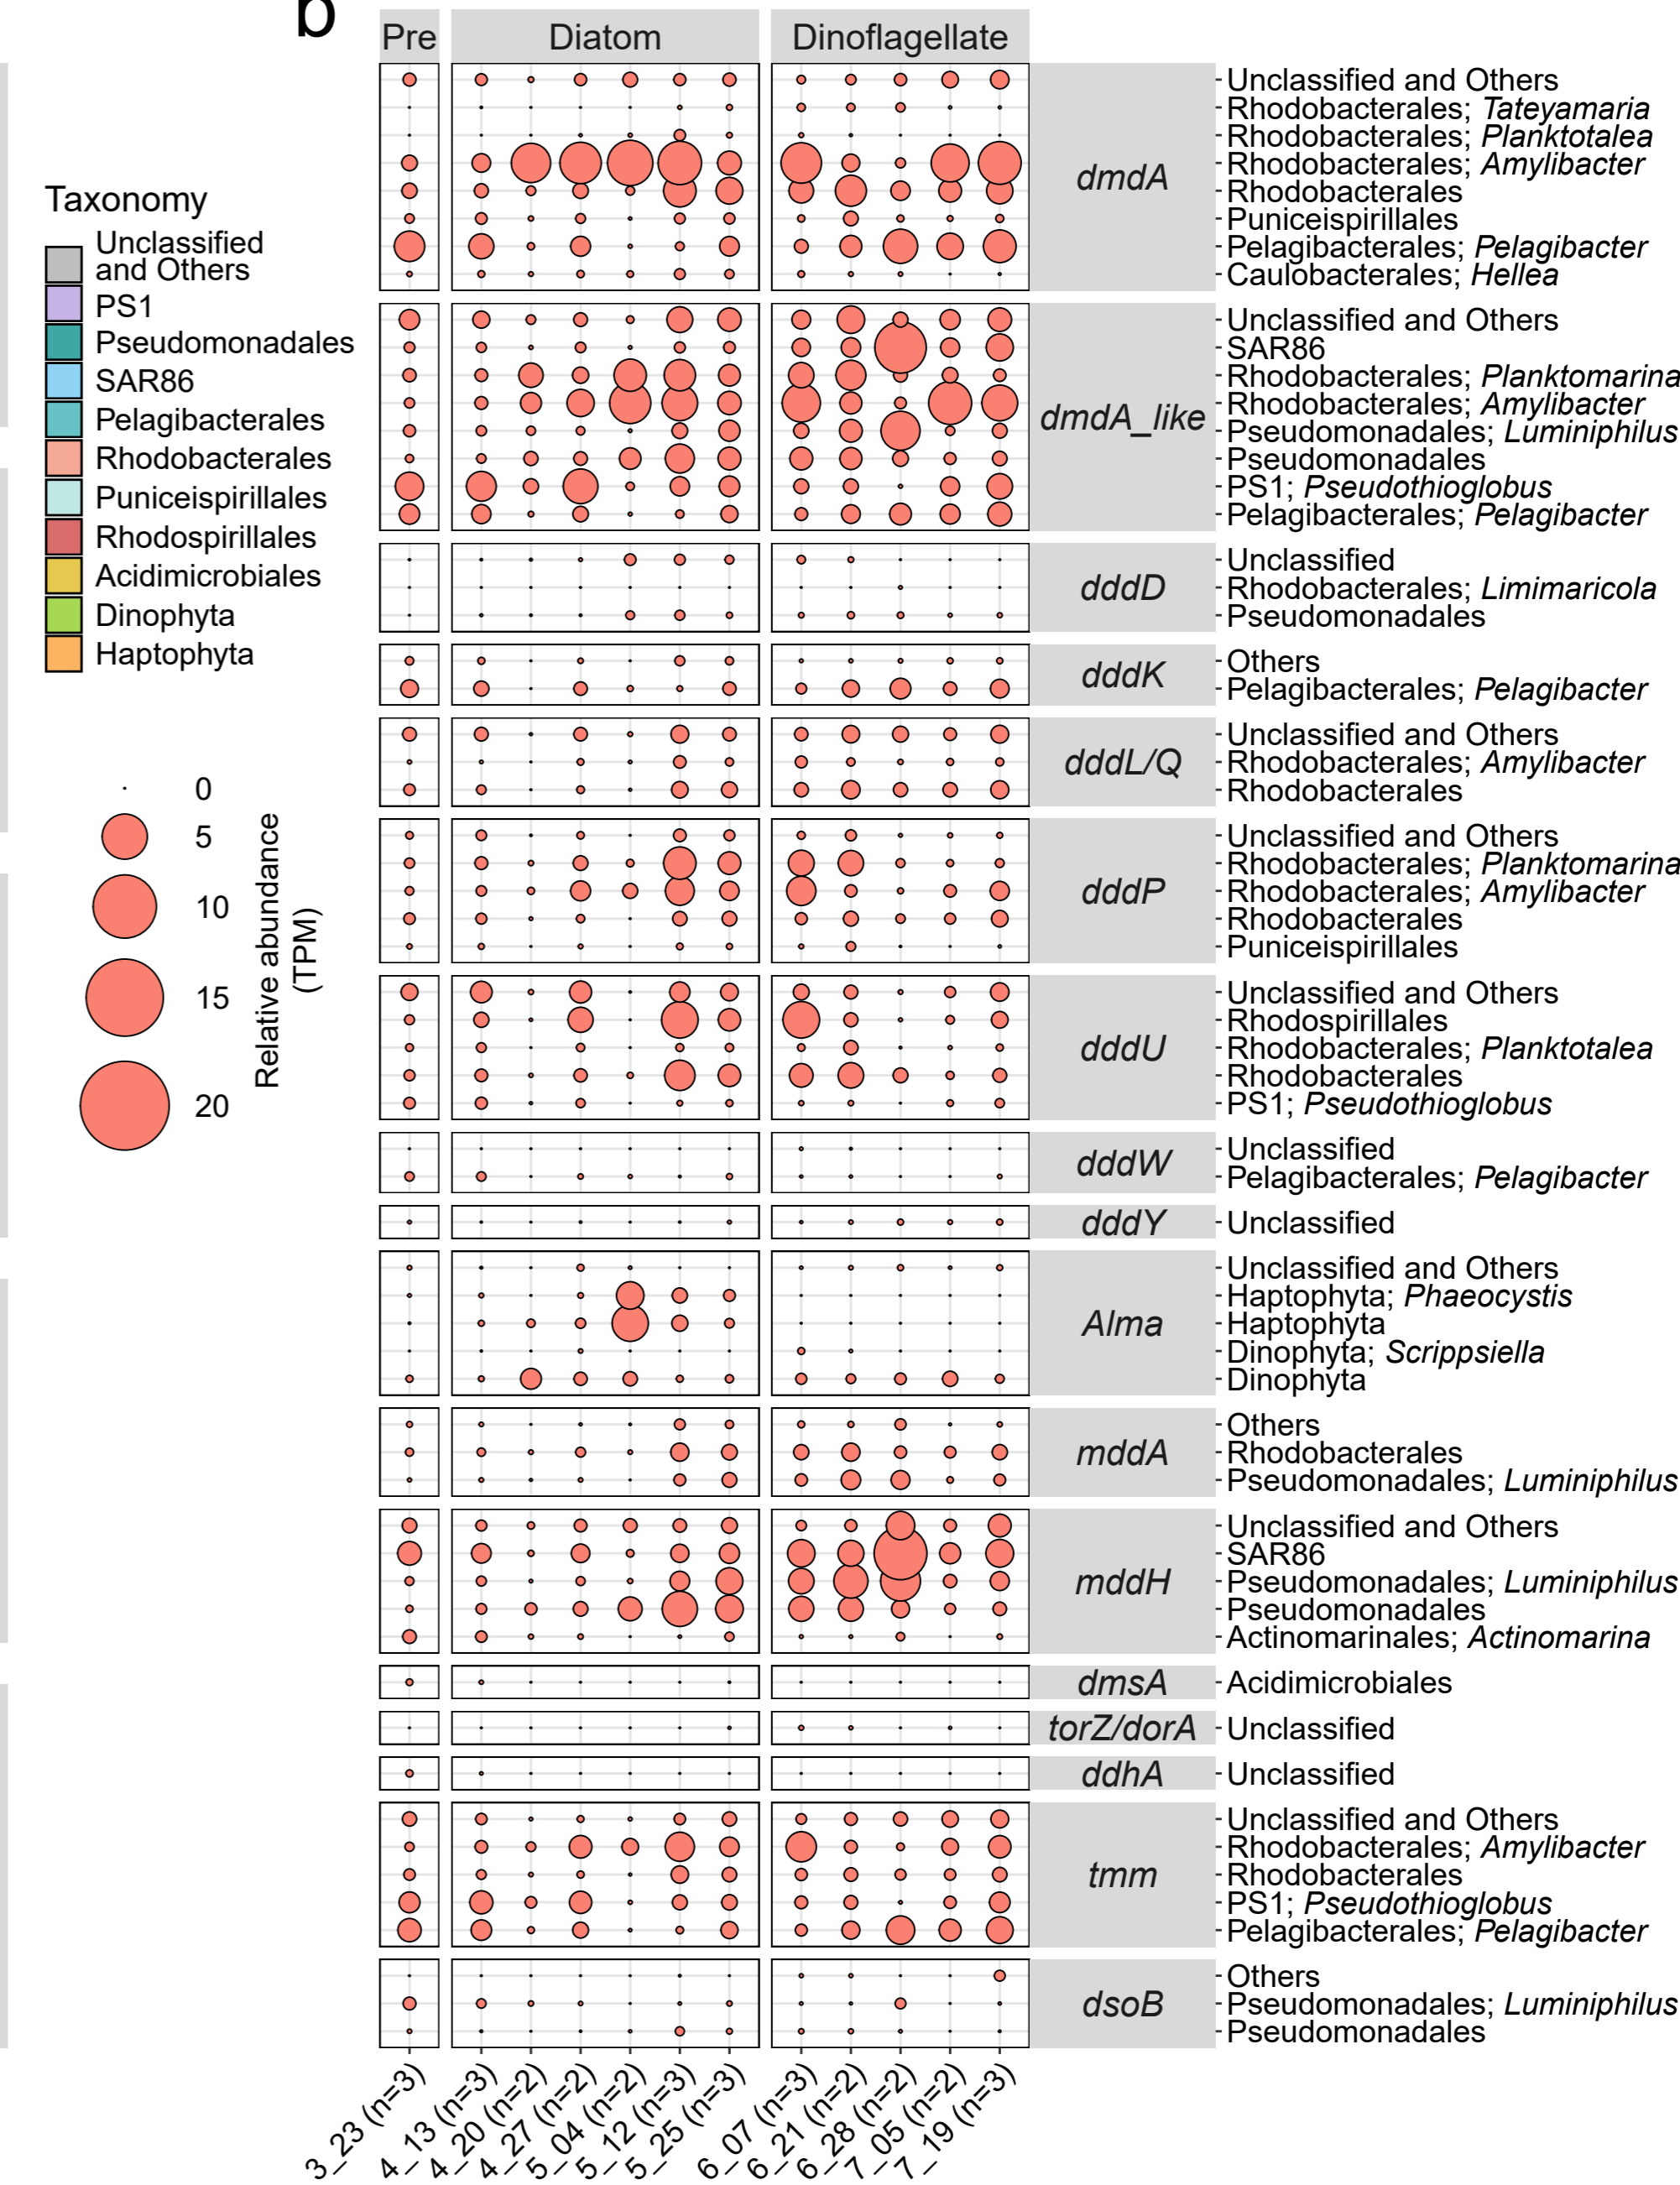 b
Pre
Diatom
Dinoflagellate
Taxonomy
Unclassified
and Others
PS1
Pseudomonadales
SAR86
Pelagibacterales
Rhodobacterales
Puniceispirillales
Rhodospirillales
Acidimicrobiales
Dinophyta
Haptophyta
0
5
10
15
20
Relative abundance
(TPM)
dmdA
Unclassified and Others
Rhodobacterales; Tateyamaria
Rhodobacterales; Planktotalea
Rhodobacterales; Amylibacter
Rhodobacterales
Puniceispirillales
Pelagibacterales; Pelagibacter
Caulobacterales; Hellea
dmdA_like
Unclassified and Others
SAR86
Rhodobacterales; Planktomarina
Rhodobacterales; Amylibacter
Pseudomonadales; Luminiphilus
Pseudomonadales
PS1; Pseudothioglobus
Pelagibacterales; Pelagibacter
dddD
Unclassified
Rhodobacterales; Limimaricola
Pseudomonadales
dddK
Others
Pelagibacterales; Pelagibacter
dddL/Q
Unclassified and Others
Rhodobacterales; Amylibacter
Rhodobacterales
dddP
Unclassified and Others
Rhodobacterales; Planktomarina
Rhodobacterales; Amylibacter
Rhodobacterales
Puniceispirillales
dddU
Unclassified and Others
Rhodospirillales
Rhodobacterales; Planktotalea
Rhodobacterales
PS1; Pseudothioglobus
dddW
Unclassified
Pelagibacterales; Pelagibacter
dddY
Unclassified
Alma
Unclassified and Others
Haptophyta; Phaeocystis
Haptophyta
Dinophyta; Scrippsiella
Dinophyta
mddA
Others
Rhodobacterales
Pseudomonadales; Luminiphilus
mddH
Unclassified and Others
SAR86
Pseudomonadales; Luminiphilus
Pseudomonadales
Actinomarinales; Actinomarina
dmsA
Acidimicrobiales
torZ/dorA
Unclassified
ddhA
Unclassified
tmm
Unclassified and Others
Rhodobacterales; Amylibacter
Rhodobacterales
PS1; Pseudothioglobus
Pelagibacterales; Pelagibacter
dsoB
Others
Pseudomonadales; Luminiphilus
Pseudomonadales
3_23 (n=3)
4_13 (n=3)
4_20 (n=2)
4_27 (n=2)
5_04 (n=2)
5_12 (n=3)
5_25 (n=3)
6_07 (n=3)
6_21 (n=2)
6_28 (n=2)
7_05 (n=2)
7_19 (n=3)